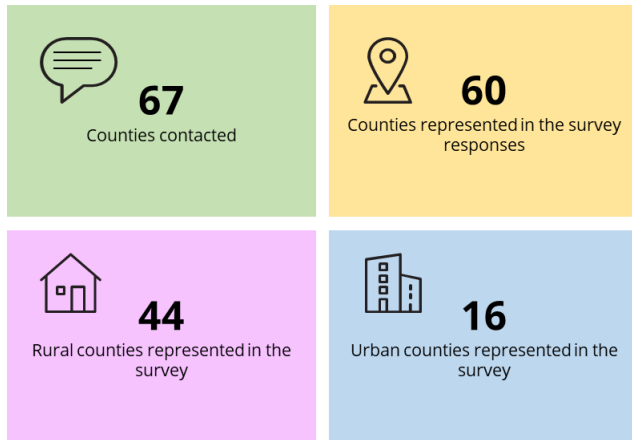 67
Counties contacted
60
Counties represented in the survey
responses
44
Rural counties represented in the
survey
16
Urban counties represented in the
survey